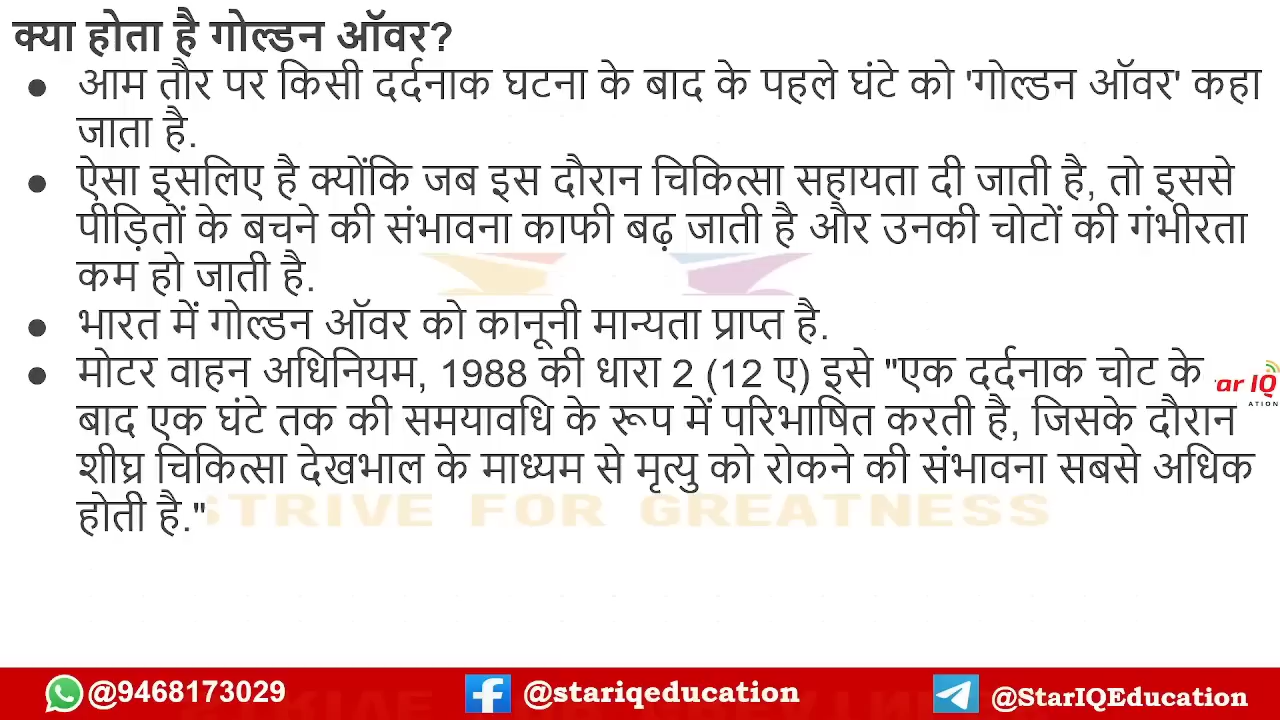 क्या होता है गोल्डन ऑवर?
● आम तौर पर किसी दर्दनाक घटना के बाद के पहले घंटे को 'गोल्डन ऑवर' कहा
जाता है.
● ऐसा इसलिए है क्योंकि जब इस दौरान चिकित्सा सहायता दी जाती है, तो इससे
पीड़ितों के बचने की संभावना काफी बढ़ जाती है और उनकी चोटों की गंभीरता
कम हो जाती है.
● भारत में गोल्डन ऑवर को कानूनी मान्यता प्राप्त है.
● मोटर वाहन अधिनियम, 1988 की धारा 2 (12 ए) इसे "एक दर्दनाक चोट के
बाद एक घंटे तक की समयावधि के रूप में परिभाषित करती है, जिसके दौरान
शीघ्र चिकित्सा देखभाल के माध्यम से मृत्यु को रोकने की संभावना सबसे अधिक
होती है."
ar IQ
ATION
STRIVE FOR GREATNESS
@9468173029
@stariqeducation
@StarIQEducation